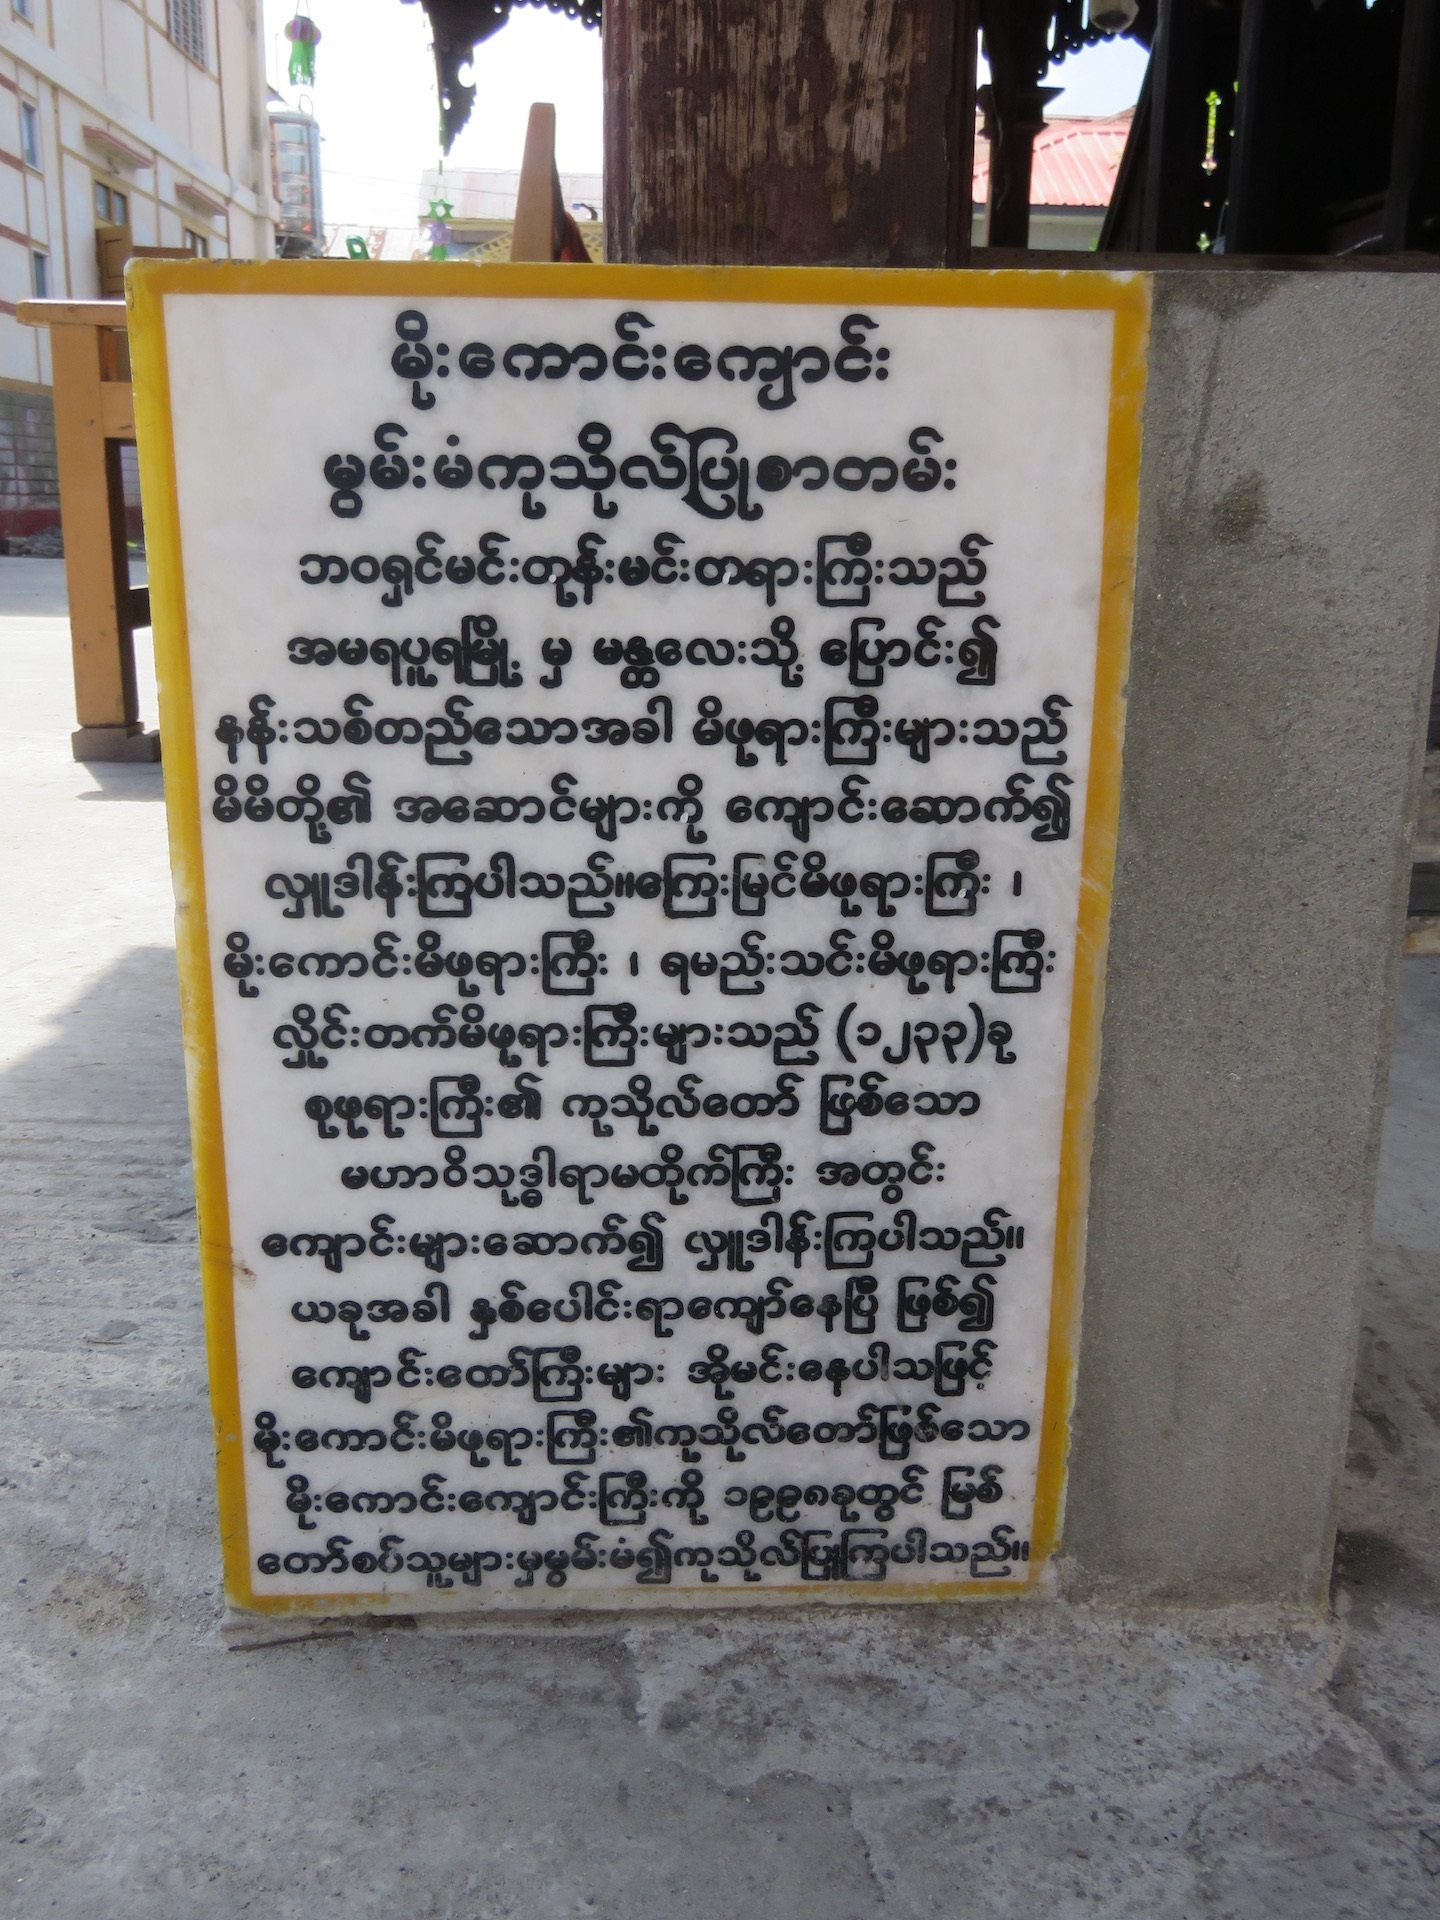 မိုးကောင်းကျောင်း
မွမ်းမံကုသိုလ်ပြုစာတမ်း
ဘဝရှင်မင်းတုန်းမင်းတရားကြီးသည်
အမရပူရမြို့ မှ မန္တလေးသို့ ပြောင်း၍
နန်းသစ်တည်သောအခါ မိဖုရားကြီးများသည်
မိမိတို့၏ အဆောင်များကို ကျောင်းဆောက်၍
လှူဒါန်းကြပါသည်။ကြေးမြင်မိဖုရားကြီး ၊
မိုးကောင်းမိဖုရားကြီး ၊ ရမည်းသင်းမိဖုရားကြီး
လှိုင်းတက်မိဖုရားကြီးများသည် (၁၂၃၃)ခု
စုဖုရားကြီး၏ ကုသိုလ်တော် ဖြစ်သော
မဟာဝိသုဒ္ဓါရာမတိုက်ကြီး အတွင်း
ကျောင်းများဆောက်၍ လှူဒါန်းကြပါသည်။
ယခုအခါ နှစ်ပေါင်းရာကျော်နေပြီ ဖြစ်၍
ကျောင်းတော်ကြီးများ အိုမင်းနေပါသဖြင့်
မိုးကောင်းမိဖုရားကြီး၏ကုသိုလ်တော်ဖြစ်သော
မိုးကောင်းကျောင်းကြီးကို ၁၉၉၈ခုတွင် မြစ်
တော်စပ်သူများမှမွမ်းမံ၍ကုသိုလ်ပြုကြပါသည်။